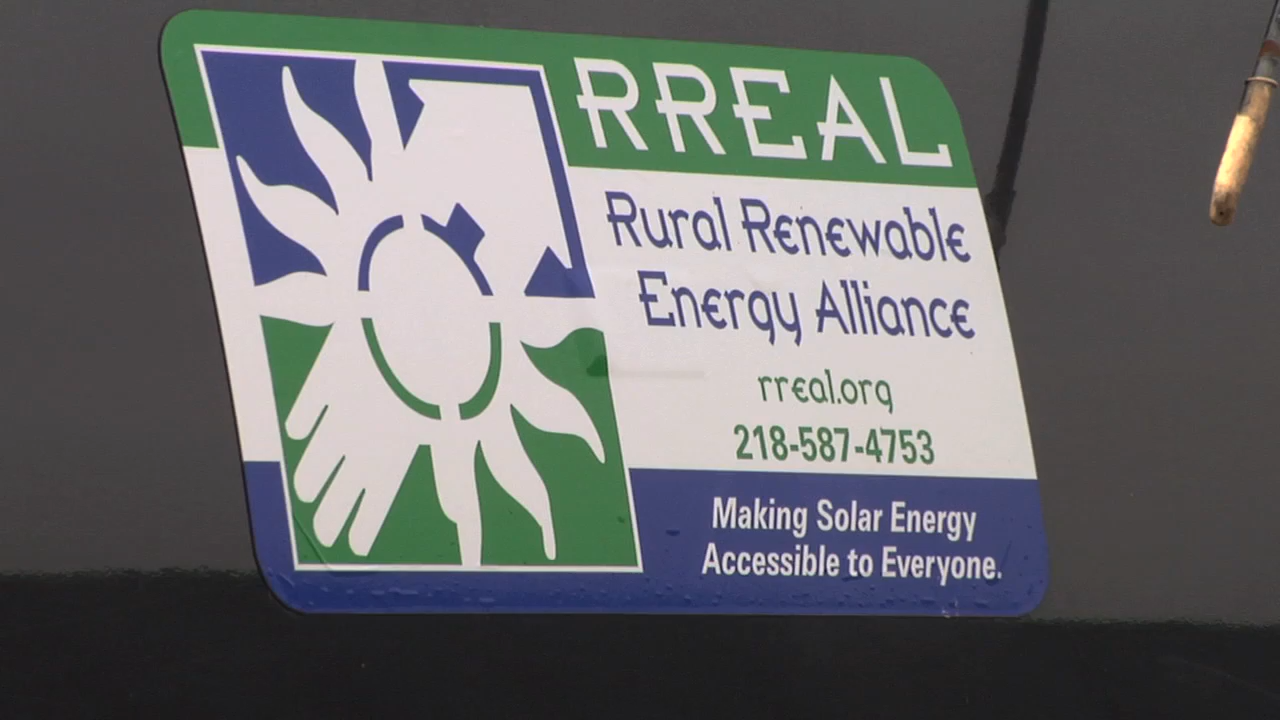 RREAL
Rural Renewable
Energy Alliance
rreal.org
218-587-4753
Making Solar Energy
Accessible to Everyone.